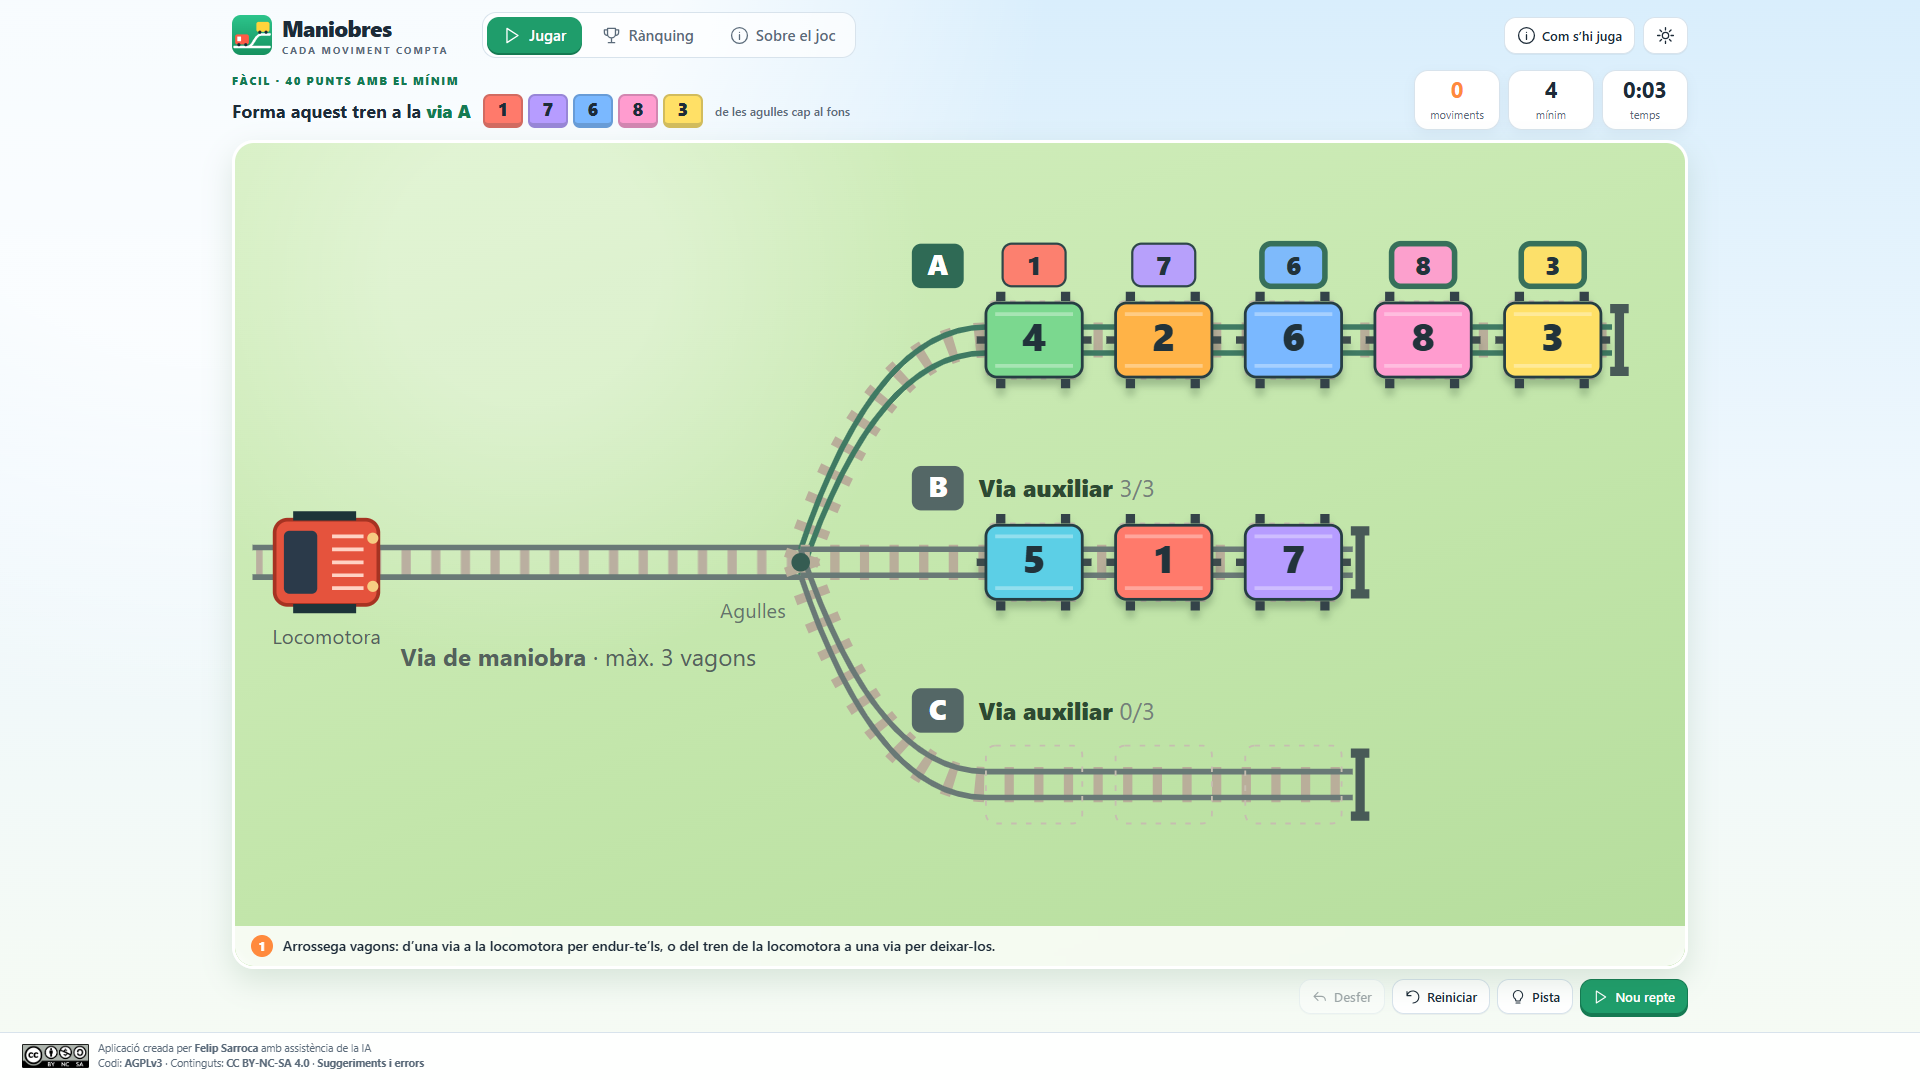 Maniobres
CADA MOVIMENT COMPTA
Jugar
Rànquing
Sobre el joc
Com s'hi juga
FÀCIL · 40 PUNTS AMB EL MÍNIM
Forma aquest tren a la via A
1 7 6 8 3
de les agulles cap al fons
0 moviments
4 mínim
0:03 temps
A 1 7 6 8 3
4 2 6 8 3
B Via auxiliar 3/3
5 1 7
Agulles
Locomotora
Via de maniobra · màx. 3 vagons
C Via auxiliar 0/3
1 Arrossega vagons: d'una via a la locomotora per endur-te'ls, o del tren de la locomotora a una via per deixar-los.
Desfer
Reiniciar
Pista
Nou repte
cc BY NC SA
Aplicació creada per Felip Sarroca amb assistència de la IA
Codi: AGPLv3 · Continguts: CC BY-NC-SA 4.0 · Suggeriments i errors